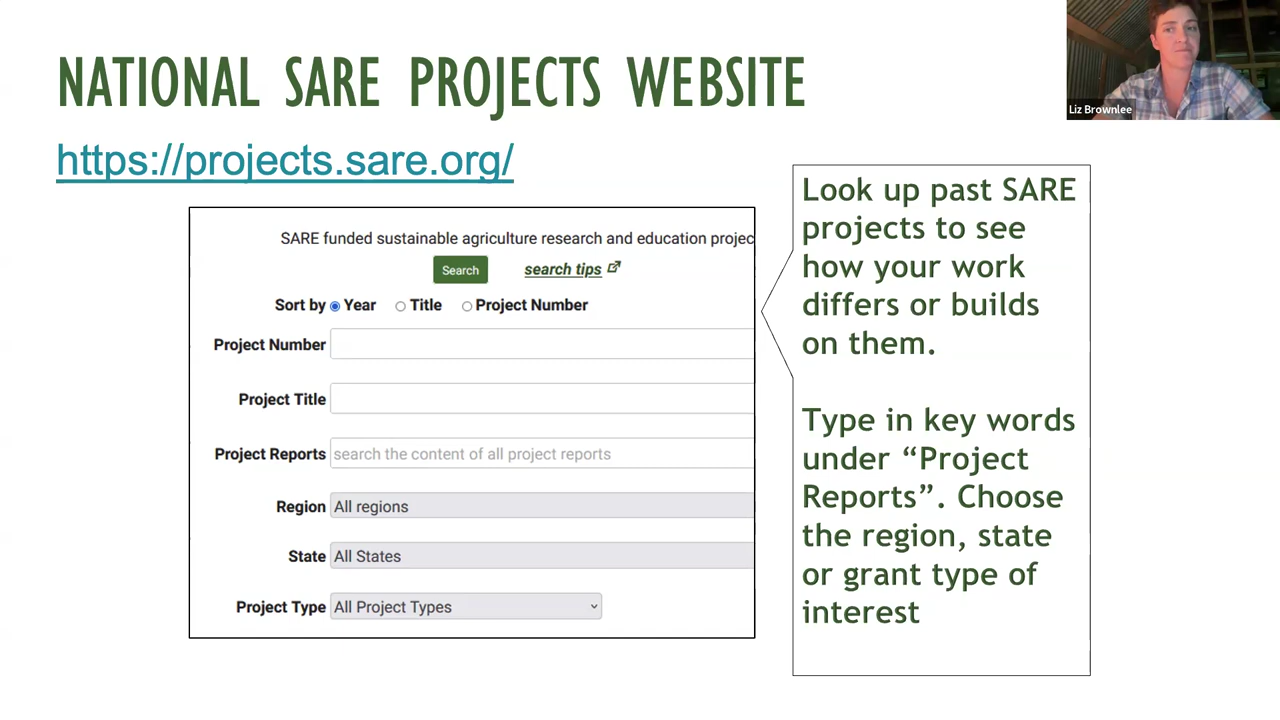 NATIONAL SARE PROJECTS WEBSITE
Liz Brownlee
https://projects.sare.org/
SARE funded sustainable agriculture research and education projec
Search search tips
Sort by Year Title Project Number
Project Number
Project Title
Project Reports search the content of all project reports
Region All regions
State All States
Project Type All Project Types
Look up past SARE
projects to see
how your work
differs or builds
on them.
Type in key words
under “Project
Reports”. Choose
the region, state
or grant type of
interest